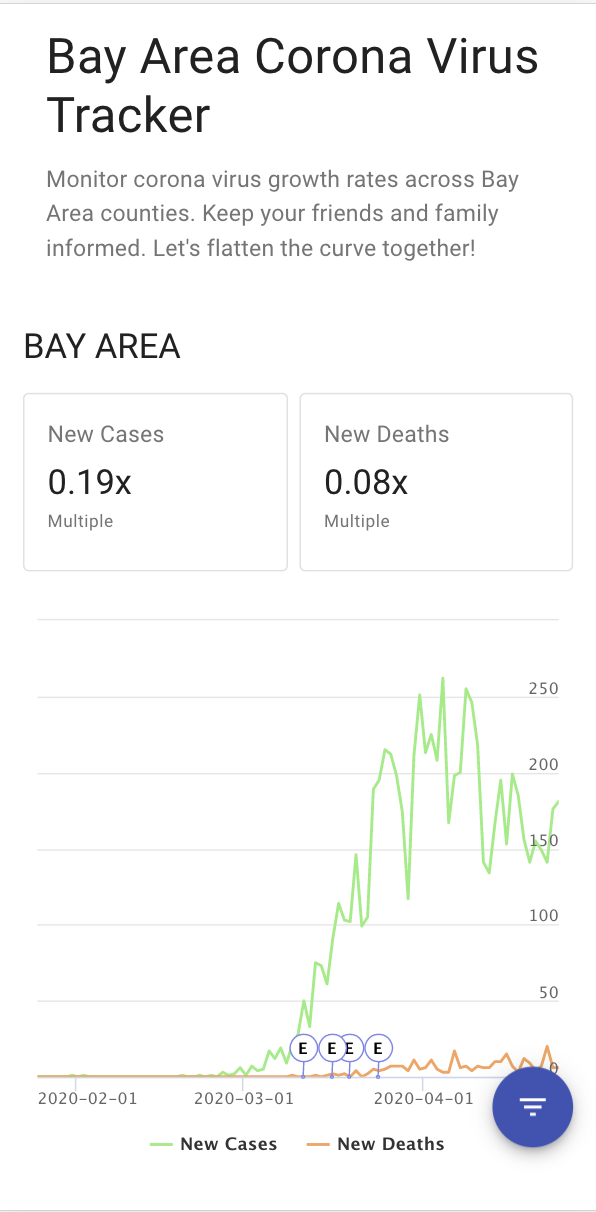 Bay Area Corona Virus
Tracker
Monitor corona virus growth rates across Bay
Area counties. Keep your friends and family
informed. Let's flatten the curve together!
BAY AREA
New Cases
0.19x
Multiple
New Deaths
0.08x
Multiple
250
200
150
100
50
0
E E E E
2020-02-01 2020-03-01 2020-04-01
New Cases New Deaths